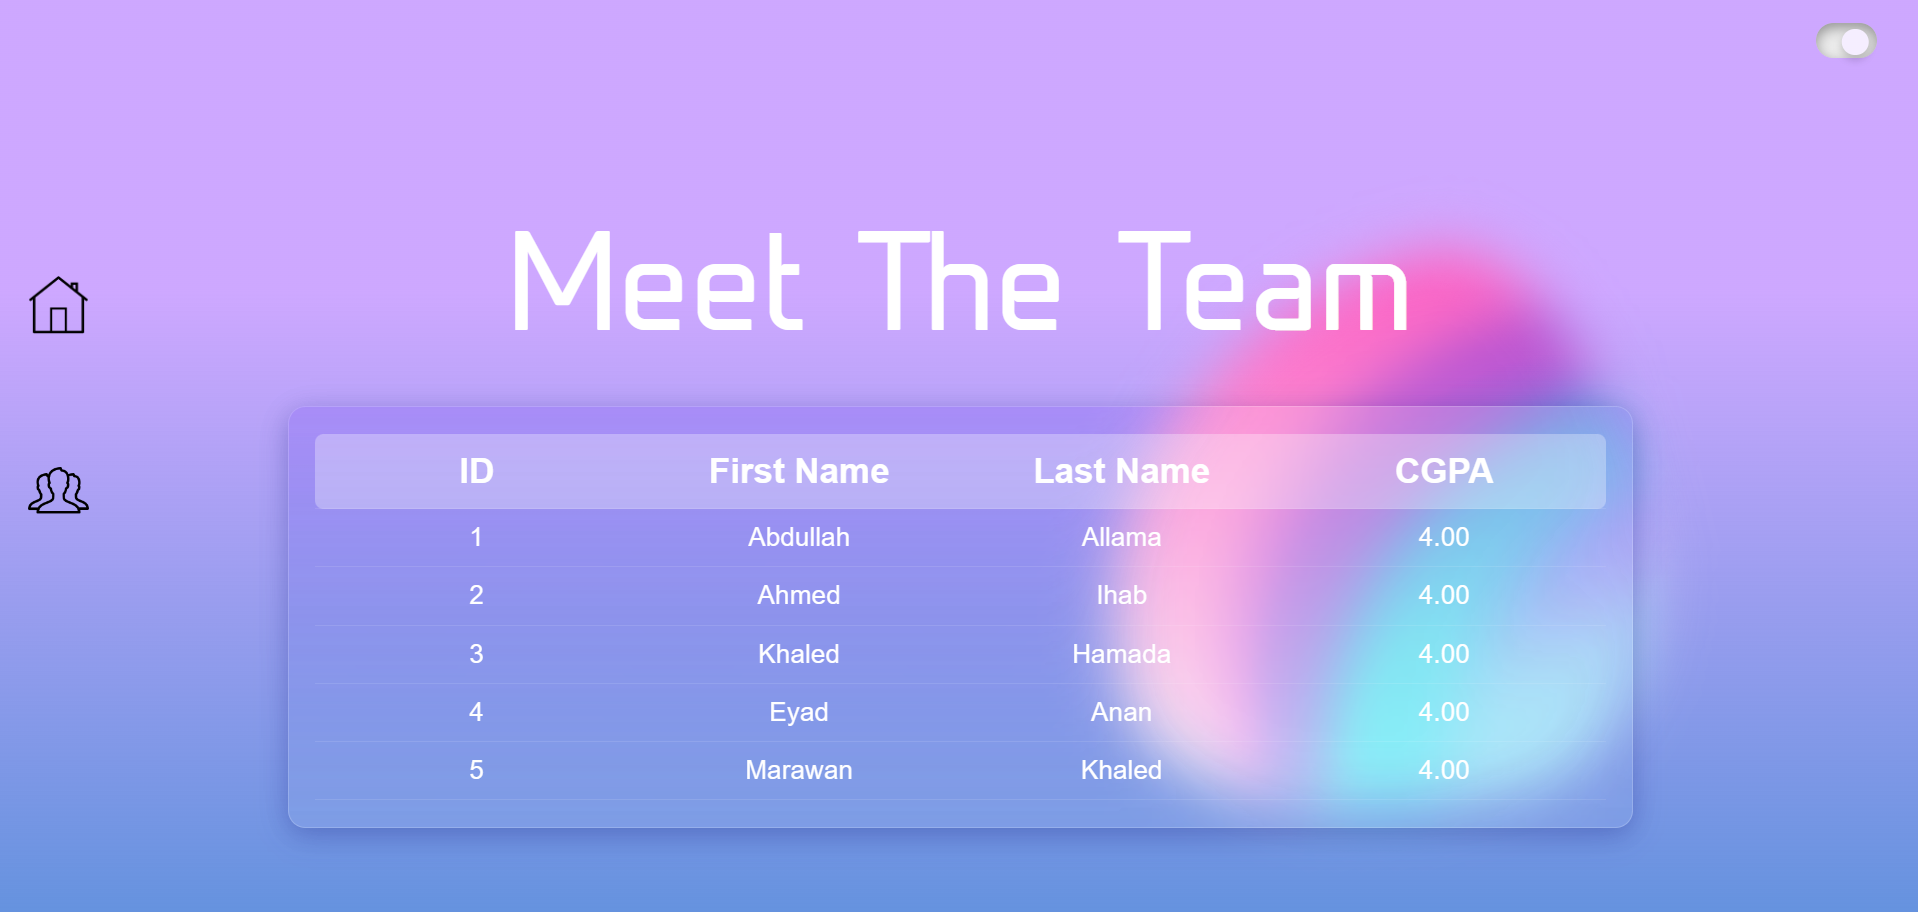 Meet The Team
ID First Name Last Name CGPA
1 Abdullah Allama 4.00
2 Ahmed Ihab 4.00
3 Khaled Hamada 4.00
4 Eyad Anan 4.00
5 Marawan Khaled 4.00